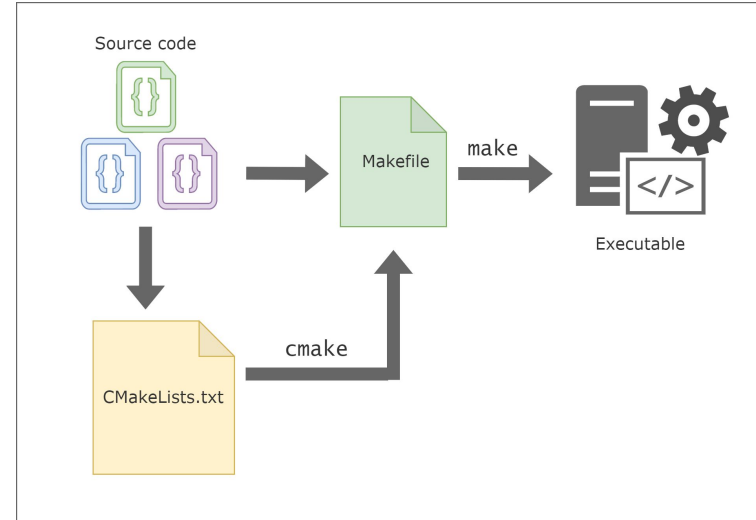 Source code
{}
{}
{}
Makefile
make
</>
Executable
cmake
CMakeLists.txt